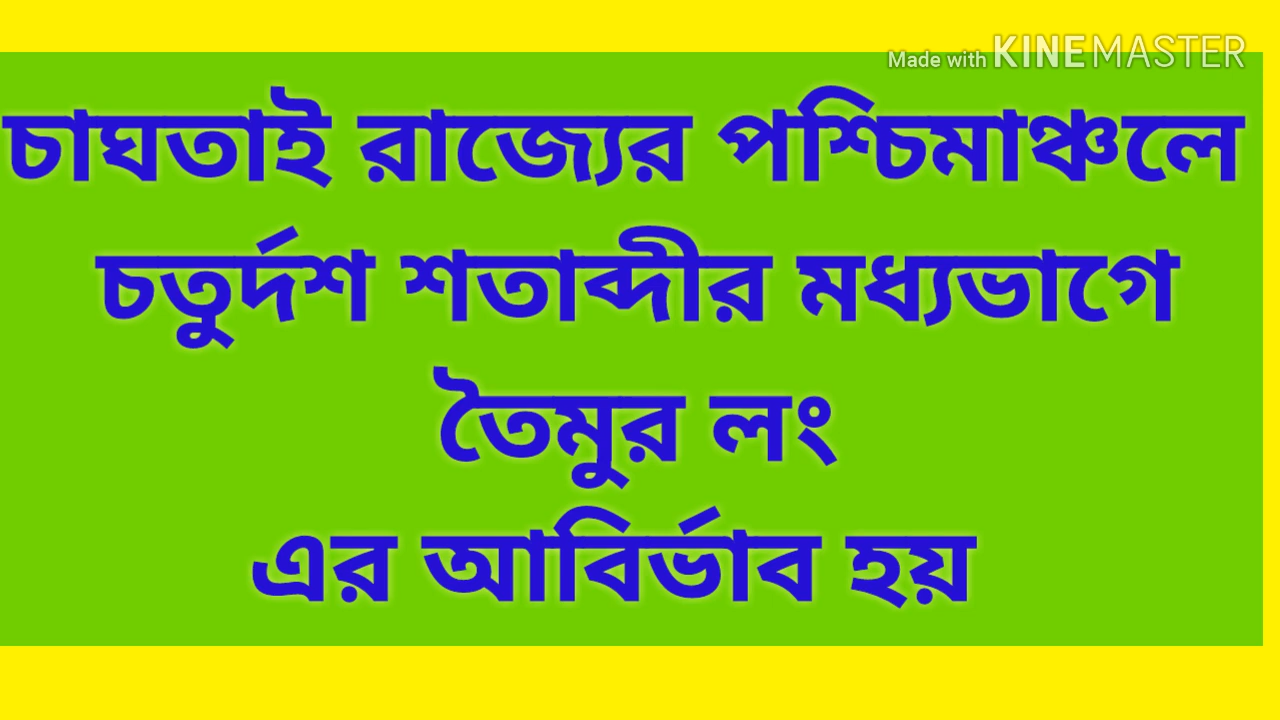 Made with KINEMASTER
চাঘতাই রাজ্যের পশ্চিমাঞ্চলে
চতুর্দশ শতাব্দীর মধ্যভাগে
তৈমুর লং
এর আবির্ভাব হয়